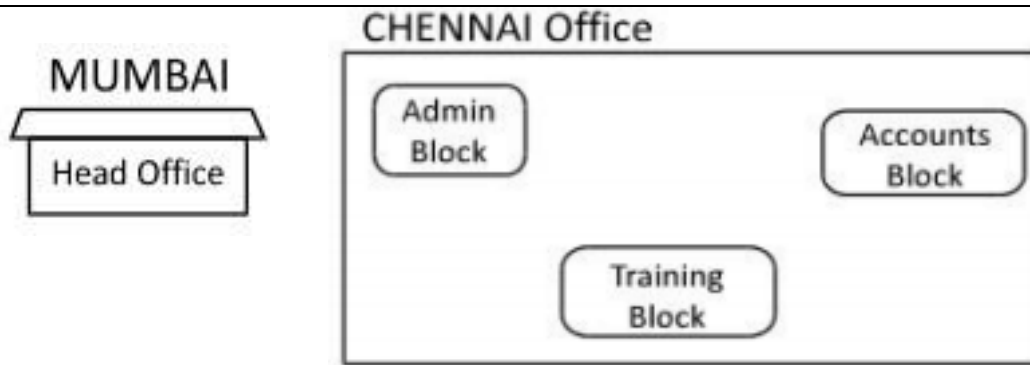 CHENNAI Office
MUMBAI
Head Office
Admin
Block
Accounts
Block
Training
Block